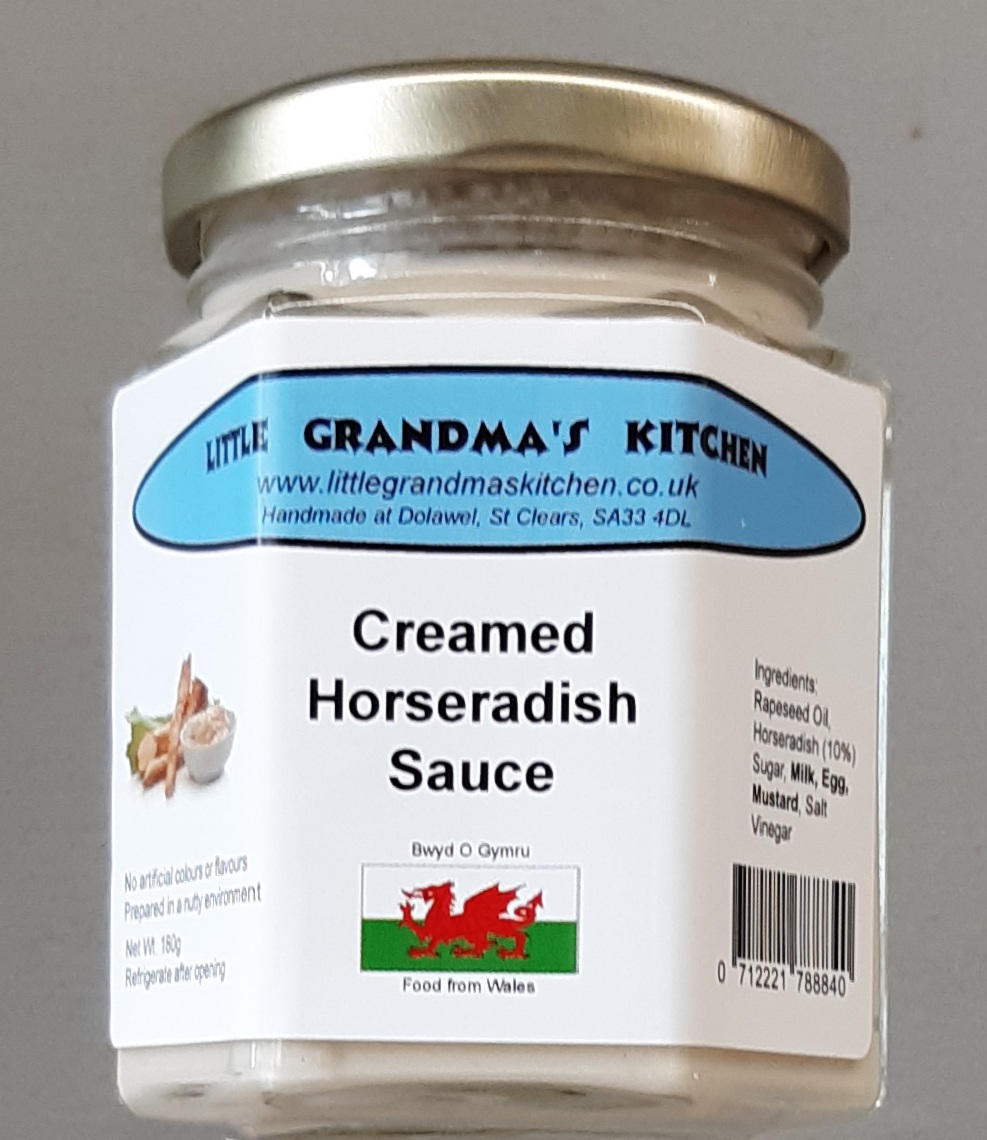 LITTLE GRANDMA'S KITCHEN
www.littlegrandmaskitchen.co.uk
Handmade at Dolawel, St Clears, SA33 4DL
Creamed
Horseradish
Sauce
Bwyd O Gymru
Food from Wales
No artificial colours or flavours
Prepared in a nutty environment
Net Wt. 180g
Refrigerate after opening
Ingredients:
Rapeseed Oil,
Horseradish (10%)
Sugar, Milk, Egg,
Mustard, Salt
Vinegar
0 712221 788840